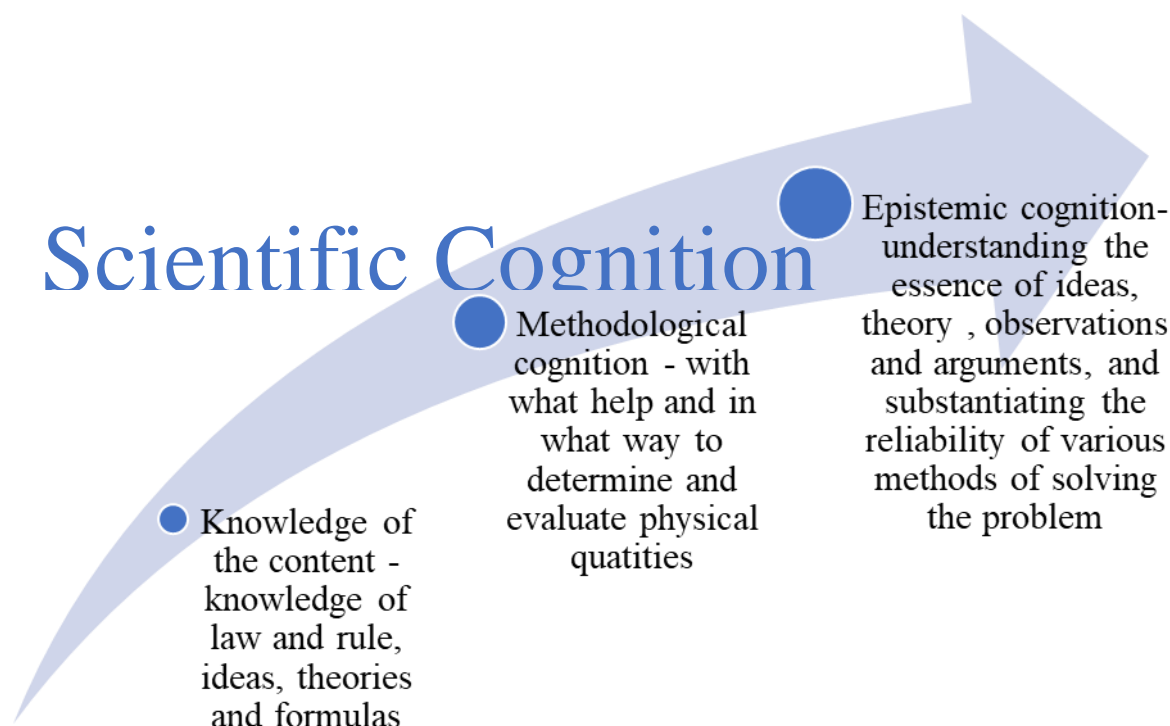 Scientific Cognition
Epistemic cognition-
understanding the
essence of ideas,
theory , observations
and arguments, and
substantiating the
reliability of various
methods of solving
the problem
Methodological
cognition - with
what help and in
what way to
determine and
evaluate physical
quatities
Knowledge of
the content -
knowledge of
law and rule,
ideas, theories
and formulas